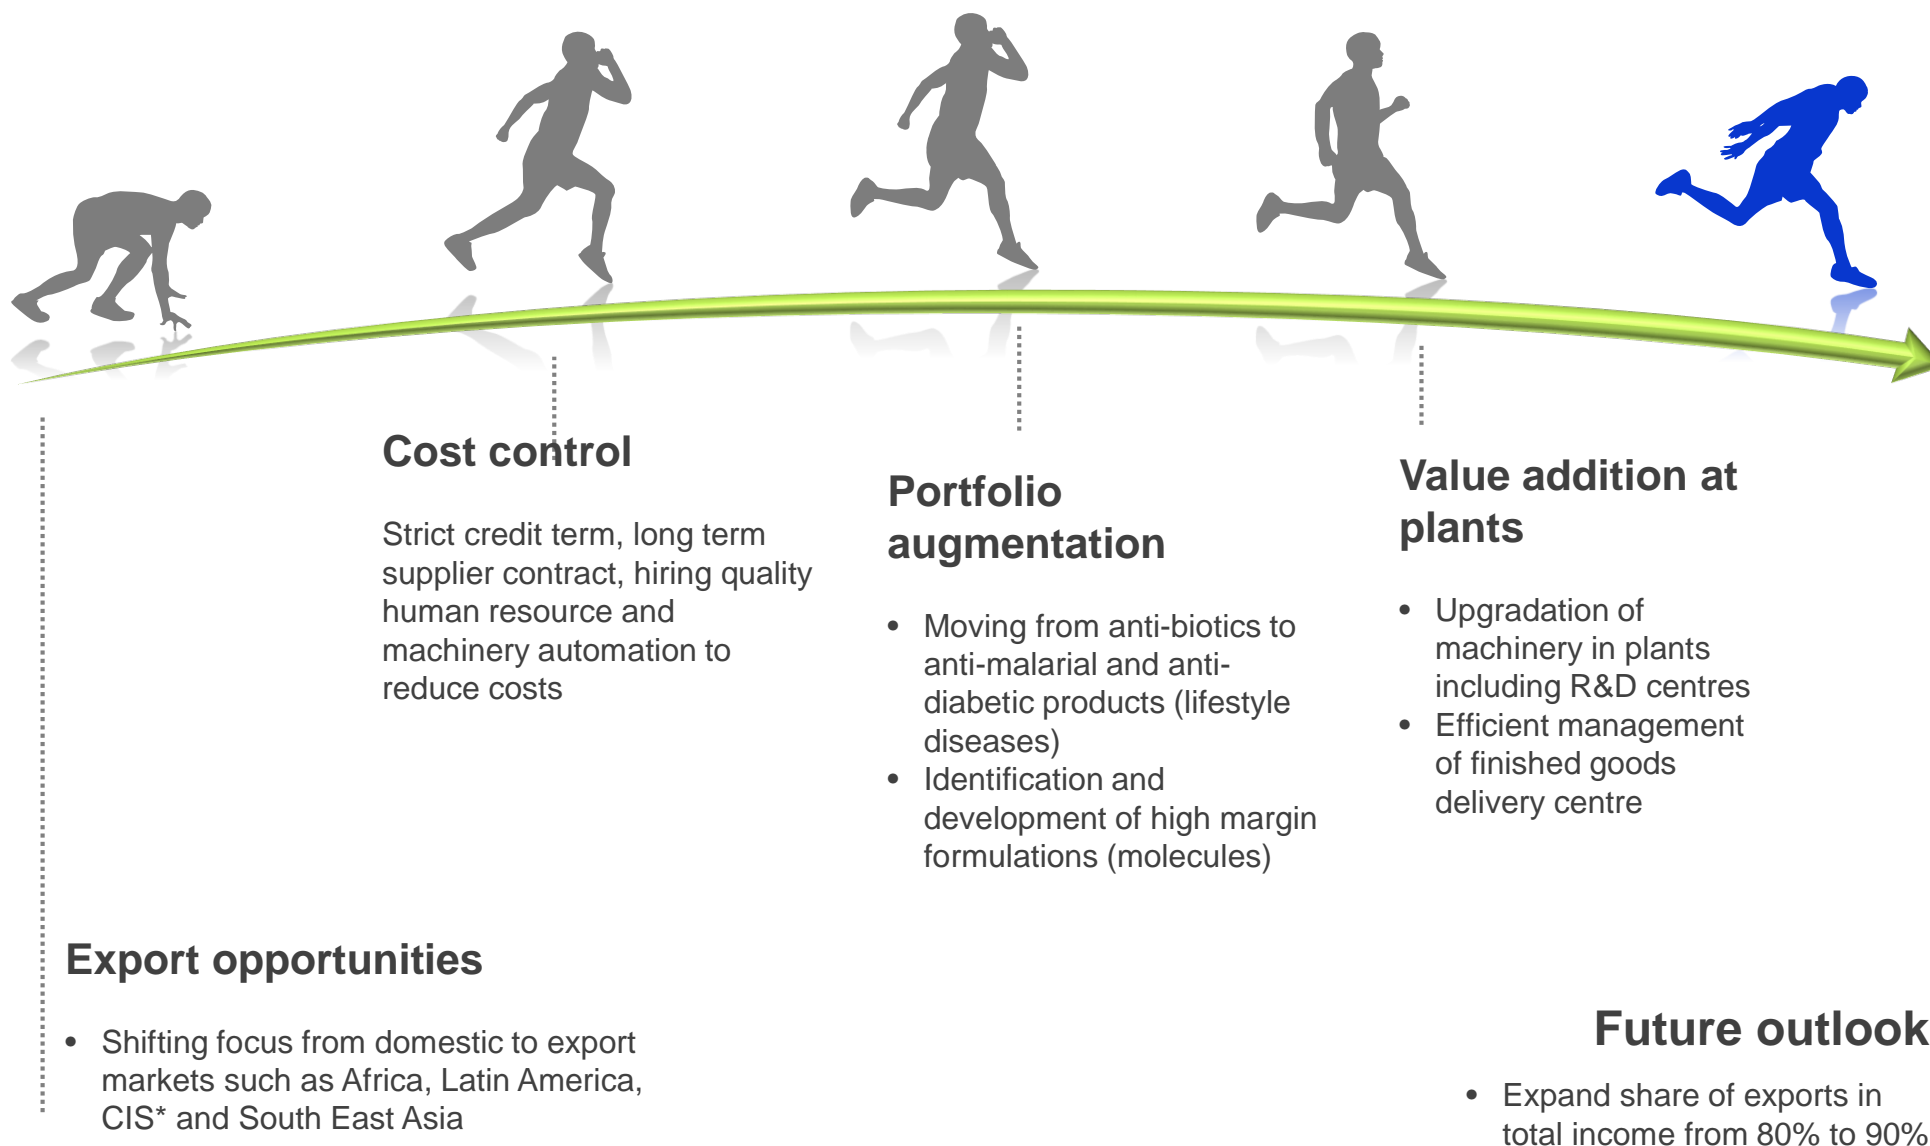 Cost control
Strict credit term, long term
supplier contract, hiring quality
human resource and
machinery automation to
reduce costs
Portfolio
augmentation
• Moving from anti-biotics to
anti-malarial and anti-
diabetic products (lifestyle
diseases)
• Identification and
development of high margin
formulations (molecules)
Value addition at
plants
• Upgradation of
machinery in plants
including R&D centres
• Efficient management
of finished goods
delivery centre
Export opportunities
• Shifting focus from domestic to export
markets such as Africa, Latin America,
CIS* and South East Asia
Future outlook
• Expand share of exports in
total income from 80% to 90%